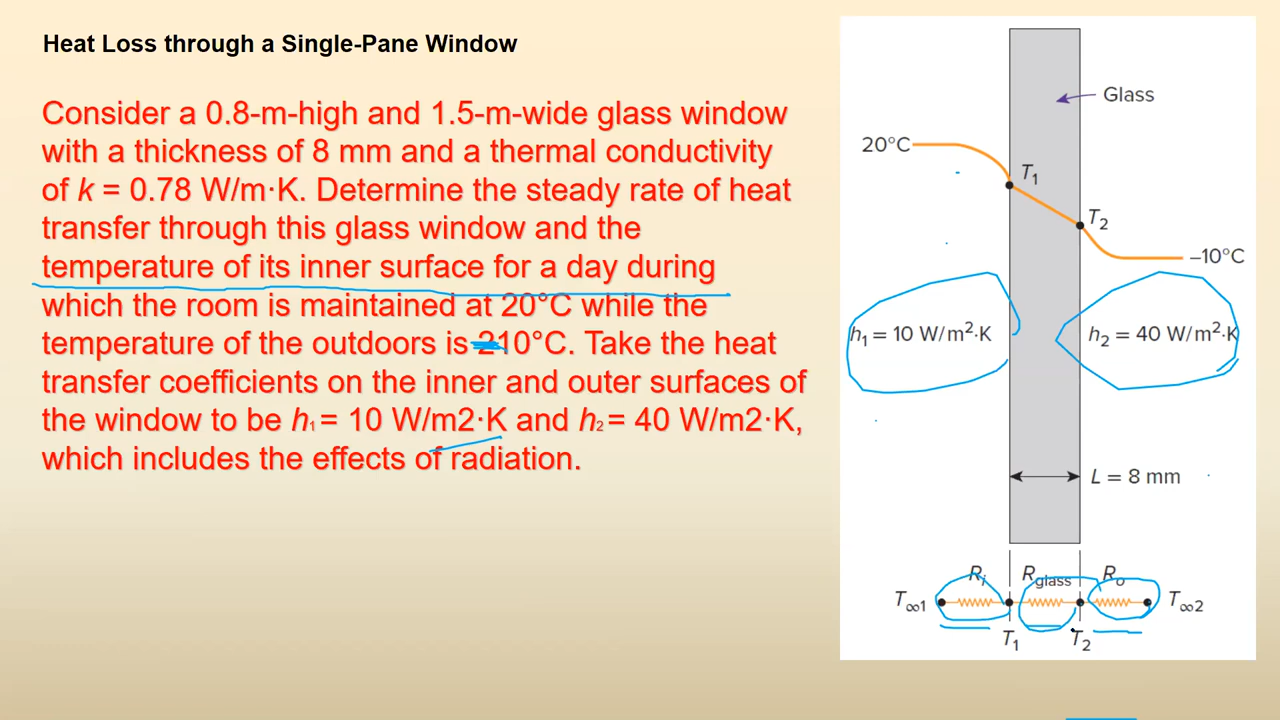 Heat Loss through a Single-Pane Window
Consider a 0.8-m-high and 1.5-m-wide glass window
with a thickness of 8 mm and a thermal conductivity
of k = 0.78 W/m·K. Determine the steady rate of heat
transfer through this glass window and the
temperature of its inner surface for a day during
which the room is maintained at 20°C while the
temperature of the outdoors is 210°C. Take the heat
transfer coefficients on the inner and outer surfaces of
the window to be h₁ = 10 W/m2·K and h₂ = 40 W/m2·K,
which includes the effects of radiation.
Glass
20°C
T₁
T₂
−10°C
h₁ = 10 W/m²·K
h₂ = 40 W/m²·K
L = 8 mm
Rᵢ
R glass
Rₒ
T∞1
T∞2
T₁
T₂